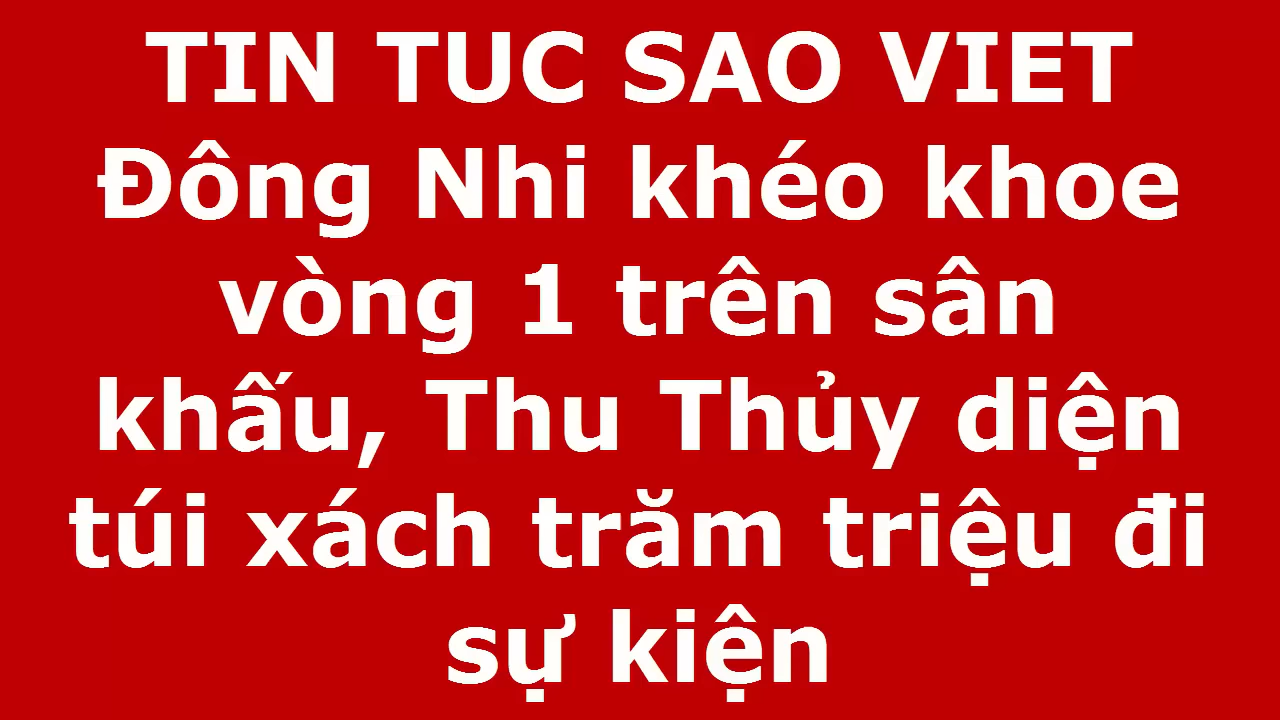 TIN TUC SAO VIET
Đông Nhi khéo khoe
vòng 1 trên sân
khấu, Thu Thủy diện
túi xách trăm triệu đi
sự kiện